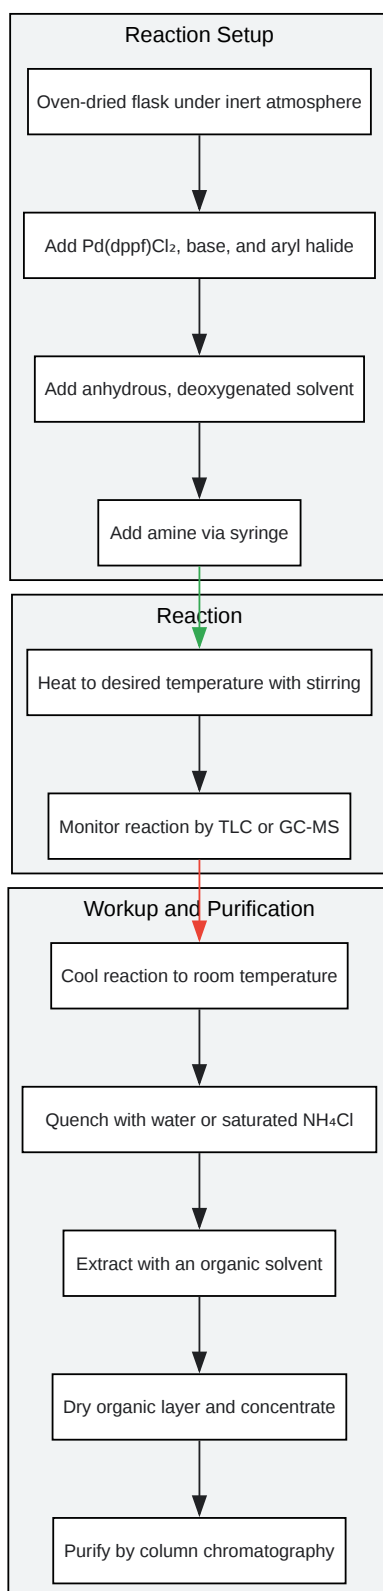 Reaction Setup
Oven-dried flask under inert atmosphere
Add Pd(dppf)Cl₂, base, and aryl halide
Add anhydrous, deoxygenated solvent
Add amine via syringe
Reaction
Heat to desired temperature with stirring
Monitor reaction by TLC or GC-MS
Workup and Purification
Cool reaction to room temperature
Quench with water or saturated NH₄Cl
Extract with an organic solvent
Dry organic layer and concentrate
Purify by column chromatography